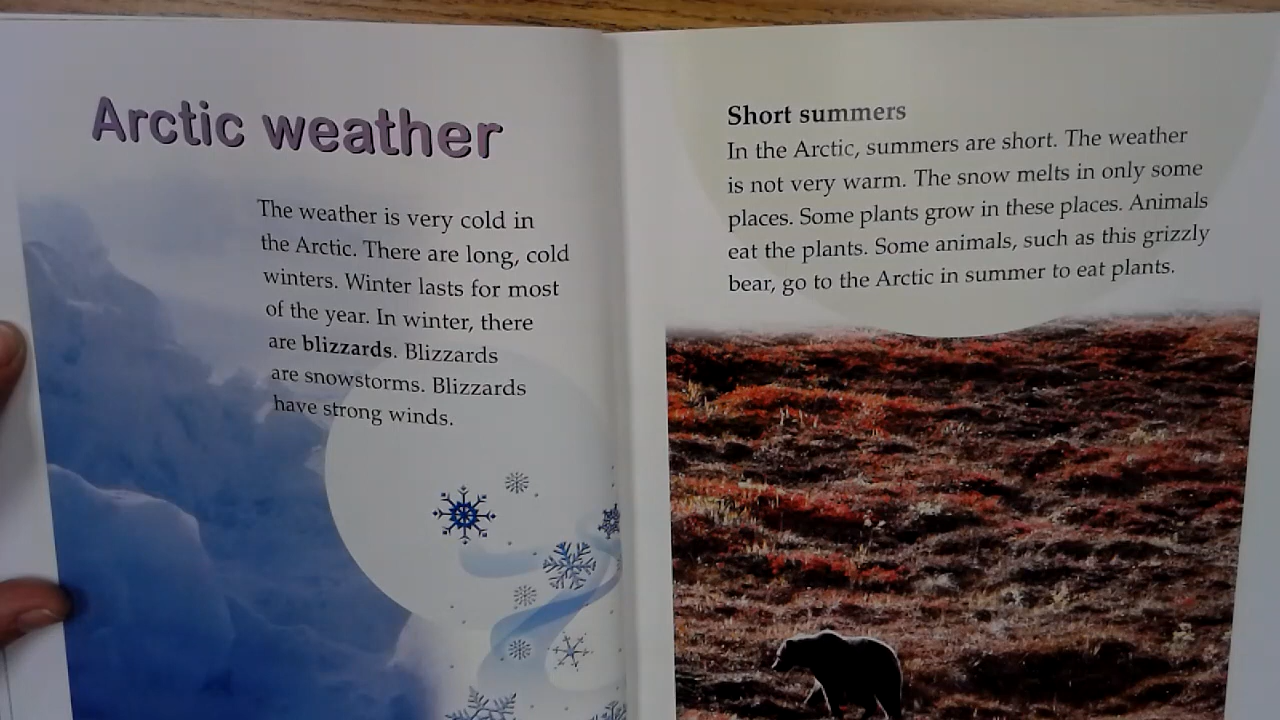 Arctic weather
The weather is very cold in
the Arctic. There are long, cold
winters. Winter lasts for most
of the year. In winter, there
are blizzards. Blizzards
are snowstorms. Blizzards
have strong winds.
Short summers
In the Arctic, summers are short. The weather
is not very warm. The snow melts in only some
places. Some plants grow in these places. Animals
eat the plants. Some animals, such as this grizzly
bear, go to the Arctic in summer to eat plants.